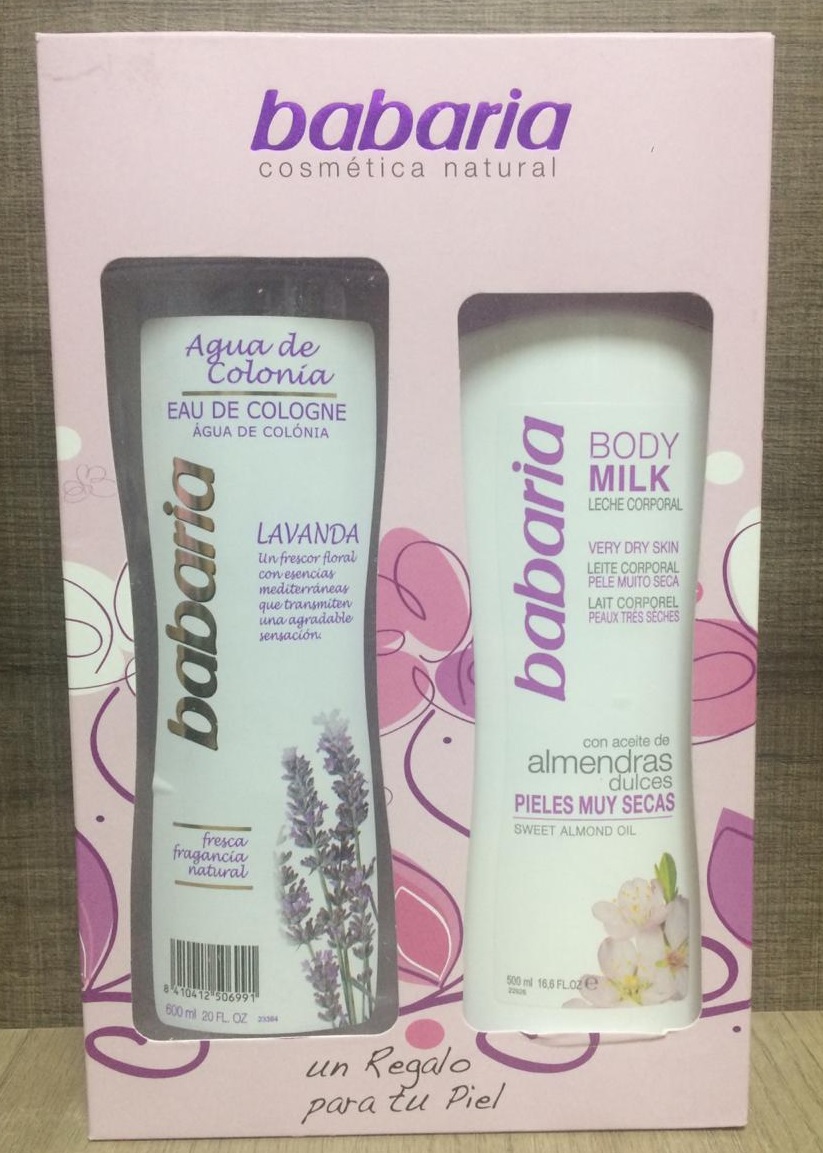 babaria
cosmética natural
Agua de
Colonia
EAU DE COLOGNE
ÁGUA DE COLÓNIA
babaria
LAVANDA
Un frescor floral
con esencias
mediterráneas
que transmiten
una agradable
sensación.
fresca
fragancia
natural
8 410412 506991
600 ml 20 FL. OZ 23384
babaria
BODY
MILK
LECHE CORPORAL
VERY DRY SKIN
LEITE CORPORAL
PELE MUITO SECA
LAIT CORPOREL
PEAUX TRÈS SÈCHES
con aceite de
almendras
dulces
PIELES MUY SECAS
SWEET ALMOND OIL
500 ml 16,6 FL.OZ e
un Regalo
para tu Piel